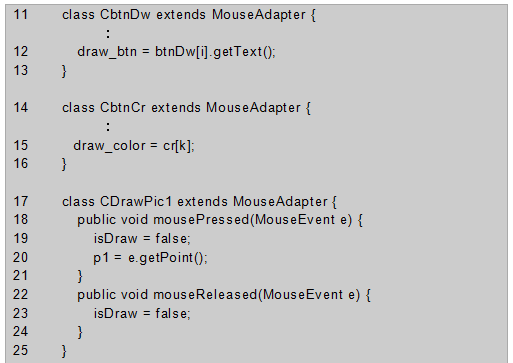 11 class CbtnDw extends MouseAdapter {
:
12 draw_btn = btnDw[i].getText();
13 }
14 class CbtnCr extends MouseAdapter {
:
15 draw_color = cr[k];
16 }
17 class CDrawPic1 extends MouseAdapter {
18 public void mousePressed(MouseEvent e) {
19 isDraw = false;
20 p1 = e.getPoint();
21 }
22 public void mouseReleased(MouseEvent e) {
23 isDraw = false;
24 }
25 }